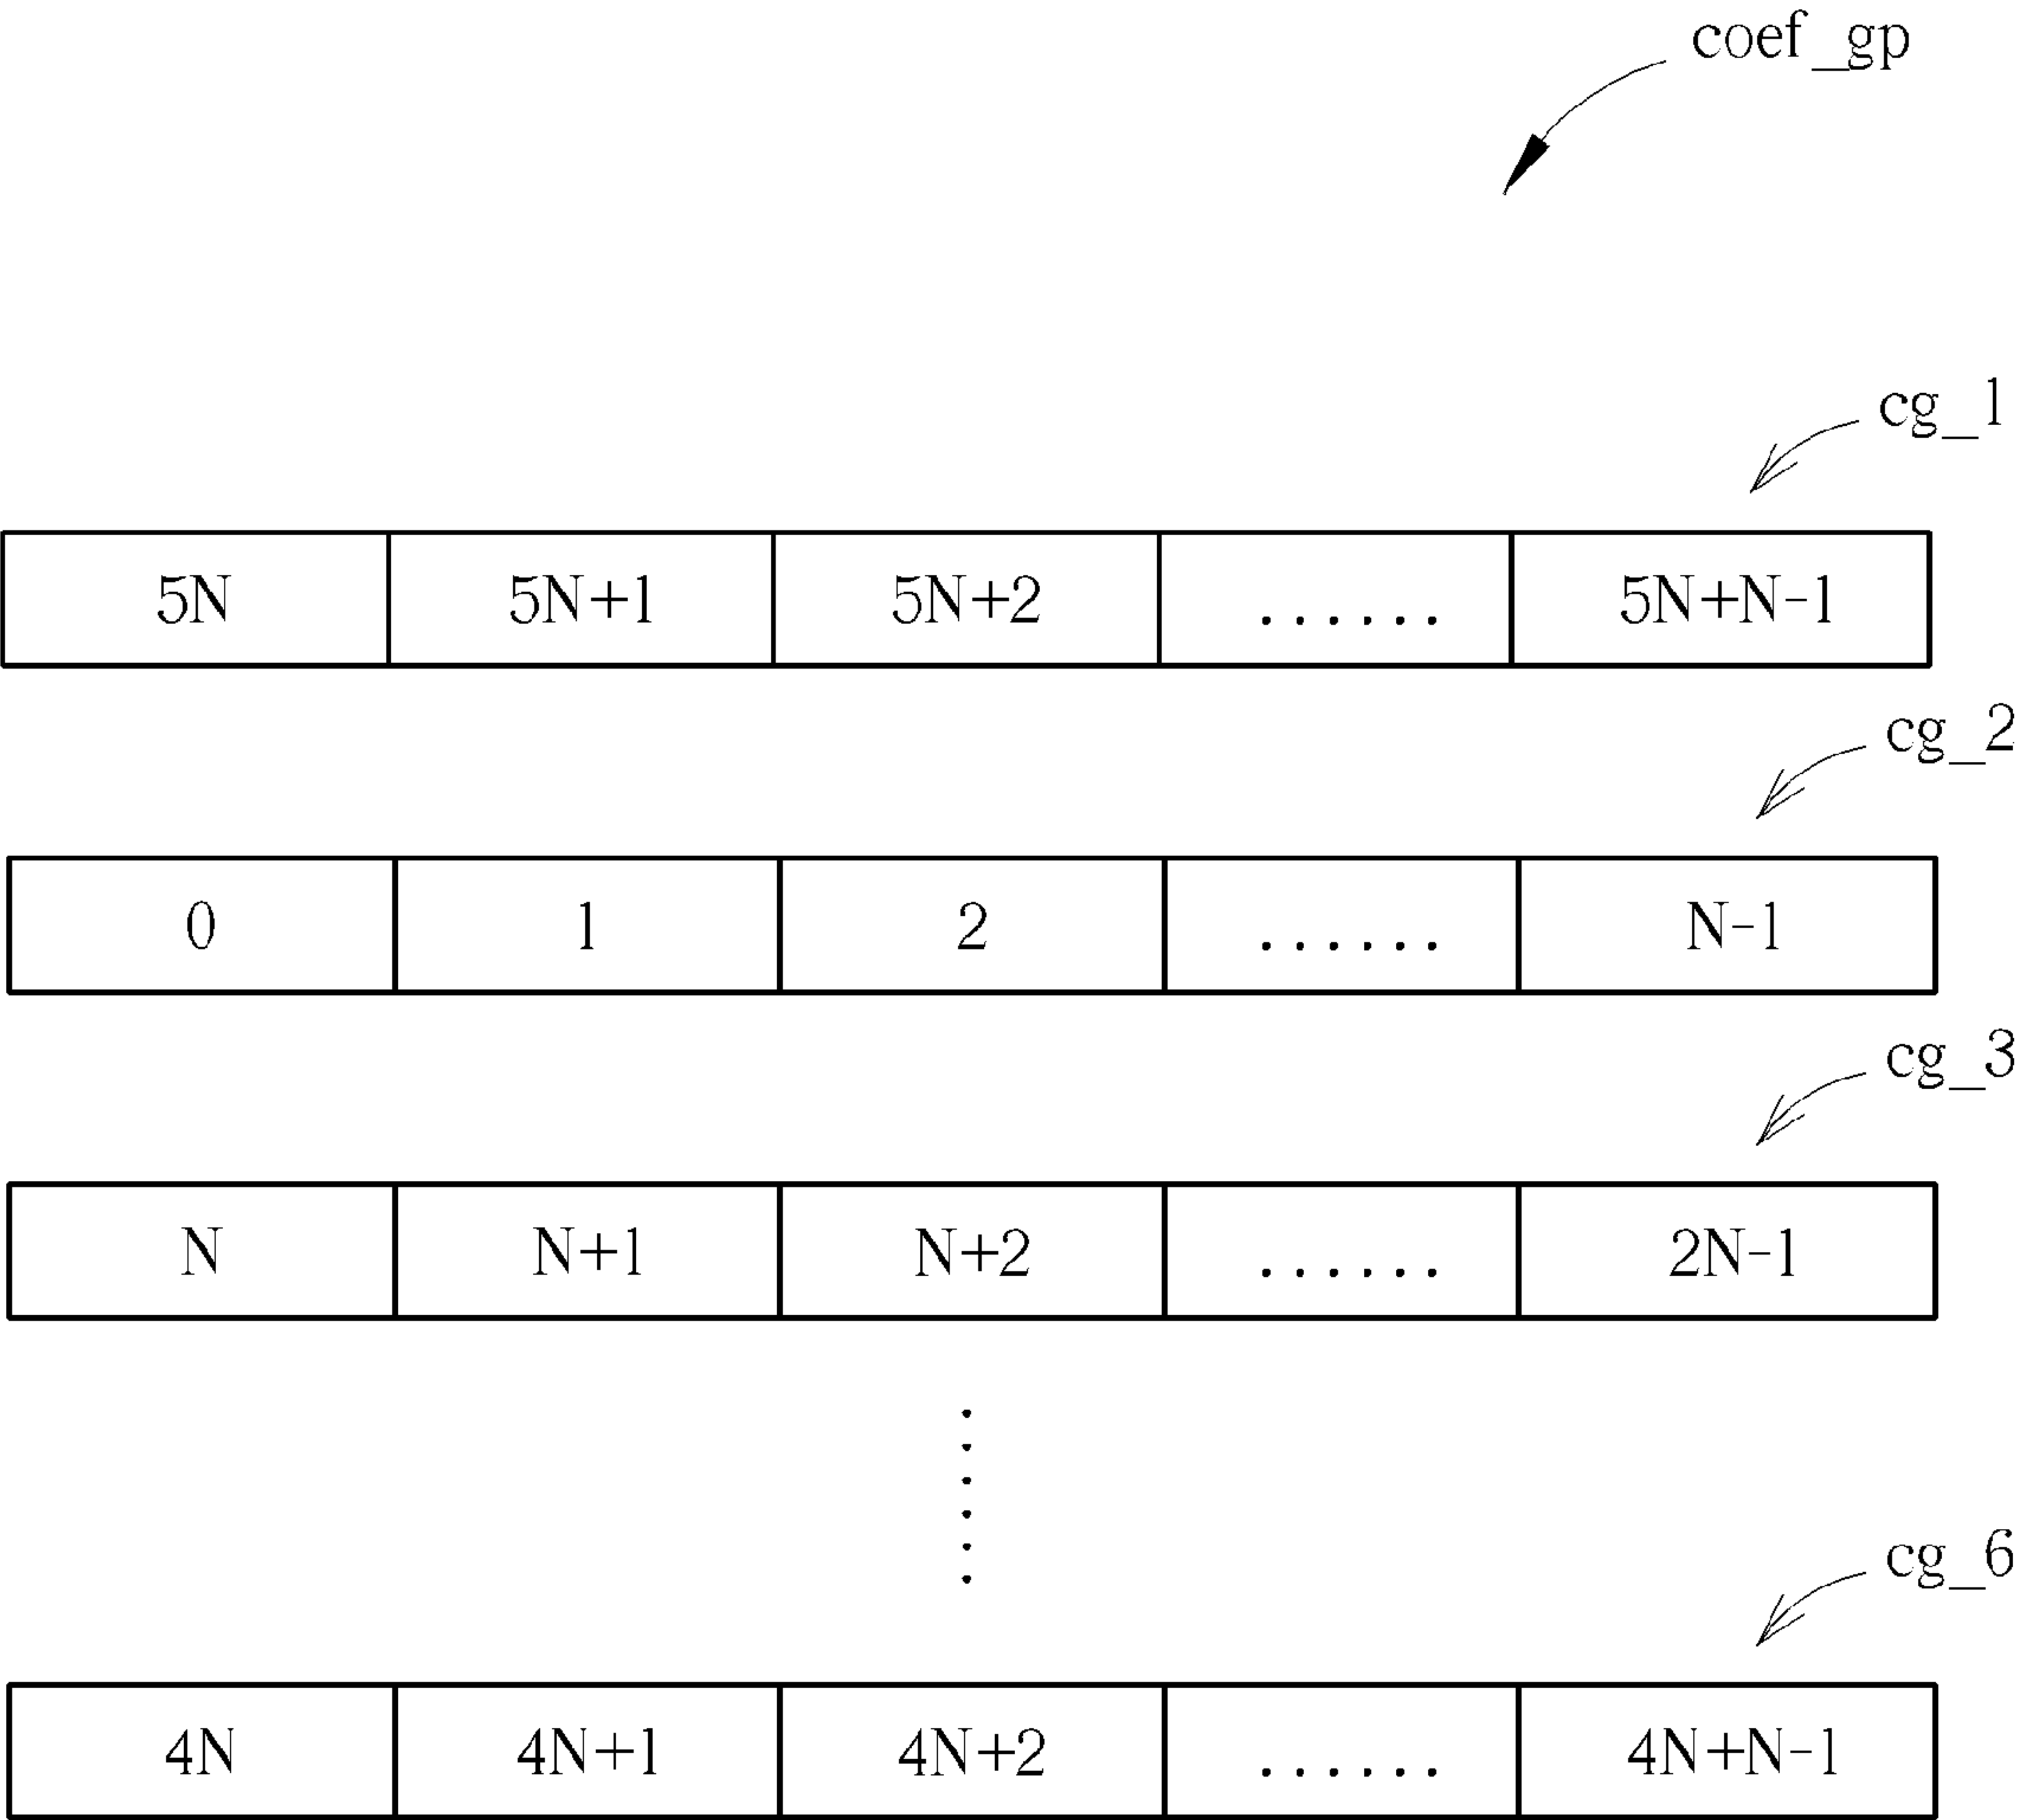 coef_gp
cg_1
5N 5N+1 5N+2 ...... 5N+N-1
cg_2
0 1 2 ...... N-1
cg_3
N N+1 N+2 ...... 2N-1
cg_6
4N 4N+1 4N+2 ...... 4N+N-1